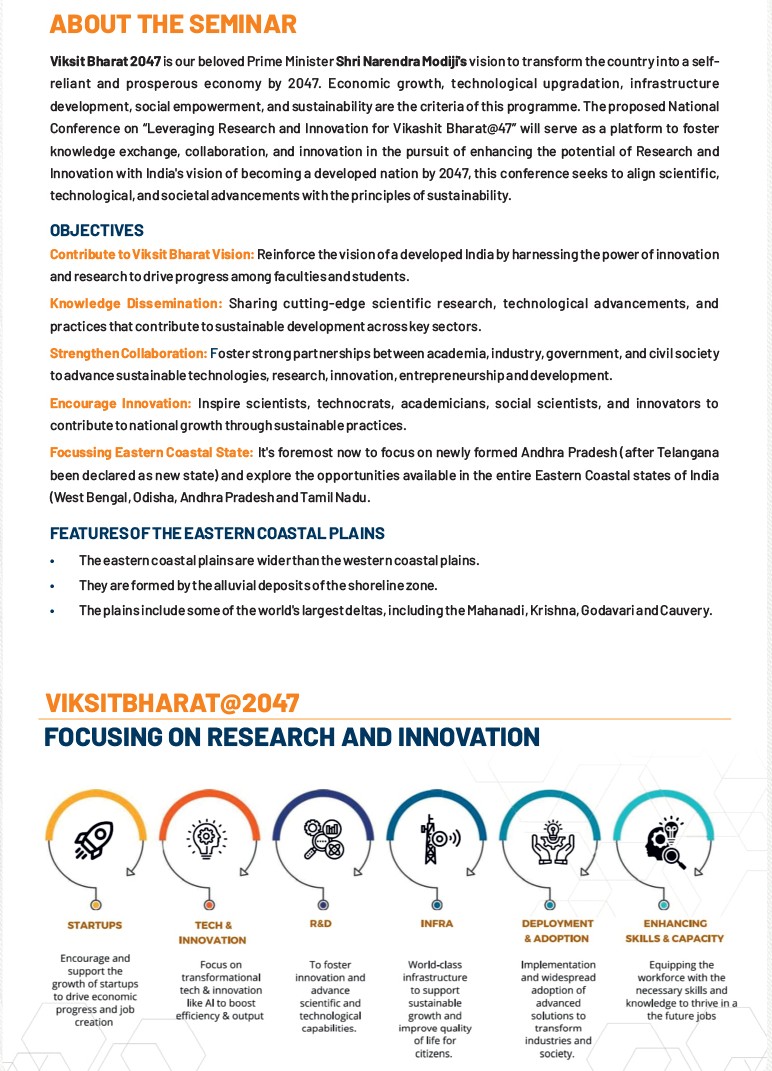 ABOUT THE SEMINAR
Viksit Bharat 2047 is our beloved Prime Minister Shri Narendra Modiji's vision to transform the country into a self-
reliant and prosperous economy by 2047. Economic growth, technological upgradation, infrastructure
development, social empowerment, and sustainability are the criteria of this programme. The proposed National
Conference on “Leveraging Research and Innovation for Vikashit Bharat@47” will serve as a platform to foster
knowledge exchange, collaboration, and innovation in the pursuit of enhancing the potential of Research and
Innovation with India's vision of becoming a developed nation by 2047, this conference seeks to align scientific,
technological, and societal advancements with the principles of sustainability.
OBJECTIVES
Contribute to Viksit Bharat Vision: Reinforce the vision of a developed India by harnessing the power of innovation
and research to drive progress among faculties and students.
Knowledge Dissemination: Sharing cutting-edge scientific research, technological advancements, and
practices that contribute to sustainable development across key sectors.
Strengthen Collaboration: Foster strong partnerships between academia, industry, government, and civil society
to advance sustainable technologies, research, innovation, entrepreneurship and development.
Encourage Innovation: Inspire scientists, technocrats, academicians, social scientists, and innovators to
contribute to national growth through sustainable practices.
Focussing Eastern Coastal State: It's foremost now to focus on newly formed Andhra Pradesh (after Telangana
been declared as new state) and explore the opportunities available in the entire Eastern Coastal states of India
(West Bengal, Odisha, Andhra Pradesh and Tamil Nadu.
FEATURES OF THE EASTERN COASTAL PLAINS
• The eastern coastal plains are wider than the western coastal plains.
• They are formed by the alluvial deposits of the shoreline zone.
• The plains include some of the world's largest deltas, including the Mahanadi, Krishna, Godavari and Cauvery.
VIKSITBHARAT@2047
FOCUSING ON RESEARCH AND INNOVATION
STARTUPS
Encourage and
support the
growth of startups
to drive economic
progress and job
creation
TECH &
INNOVATION
Focus on
transformational
tech & innovation
like AI to boost
efficiency & output
R&D
To foster
innovation and
advance
scientific and
technological
capabilities.
INFRA
World-class
infrastructure
to support
sustainable
growth and
improve quality
of life for
citizens.
DEPLOYMENT
& ADOPTION
Implementation
and widespread
adoption of
advanced
solutions to
transform
industries and
society.
ENHANCING
SKILLS & CAPACITY
Equipping the
workforce with the
necessary skills and
knowledge to thrive in a
the future jobs